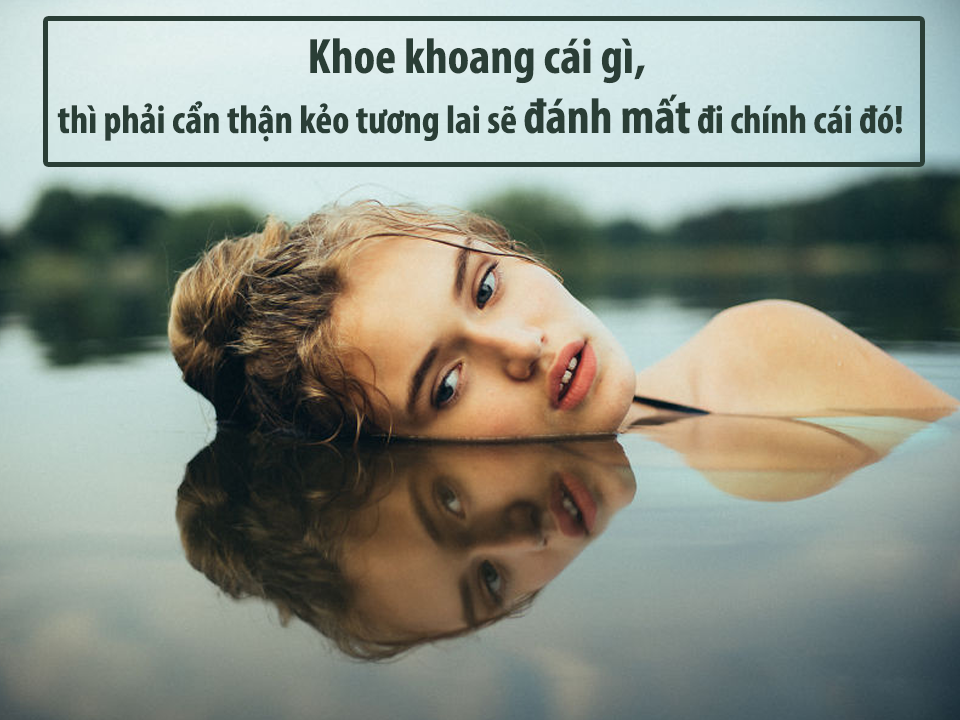 Khoe khoang cái gì,
thì phải cẩn thận kẻo tương lai sẽ đánh mất đi chính cái đó!